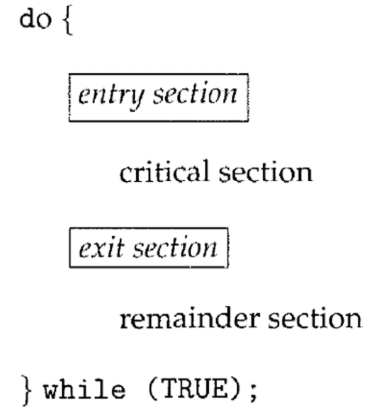 do {
entry section
critical section
exit section
remainder section
} while (TRUE);